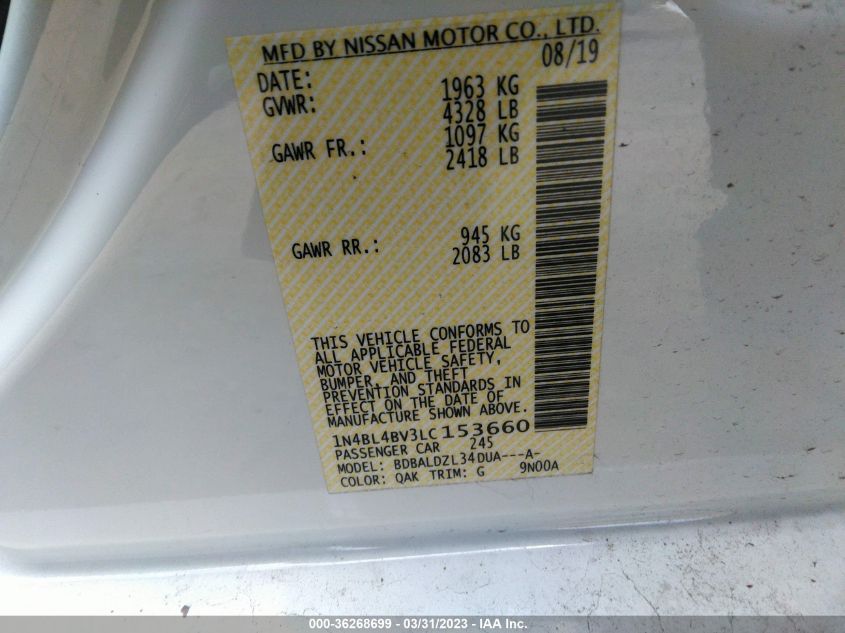 MFD BY NISSAN MOTOR CO., LTD.
DATE: 08/19
GVWR: 1963 KG
4328 LB
GAWR FR.: 1097 KG
2418 LB
GAWR RR.: 945 KG
2083 LB
THIS VEHICLE CONFORMS TO
ALL APPLICABLE FEDERAL
MOTOR VEHICLE SAFETY,
BUMPER, AND THEFT
PREVENTION STANDARDS IN
EFFECT ON THE DATE OF
MANUFACTURE SHOWN ABOVE.
1N4BL4BV3LC153660
PASSENGER CAR 245
MODEL: BDBALDZL34DUA---A-
COLOR: QAK TRIM: G 9N00A
000-36268699 - 03/31/2023 - IAA Inc.